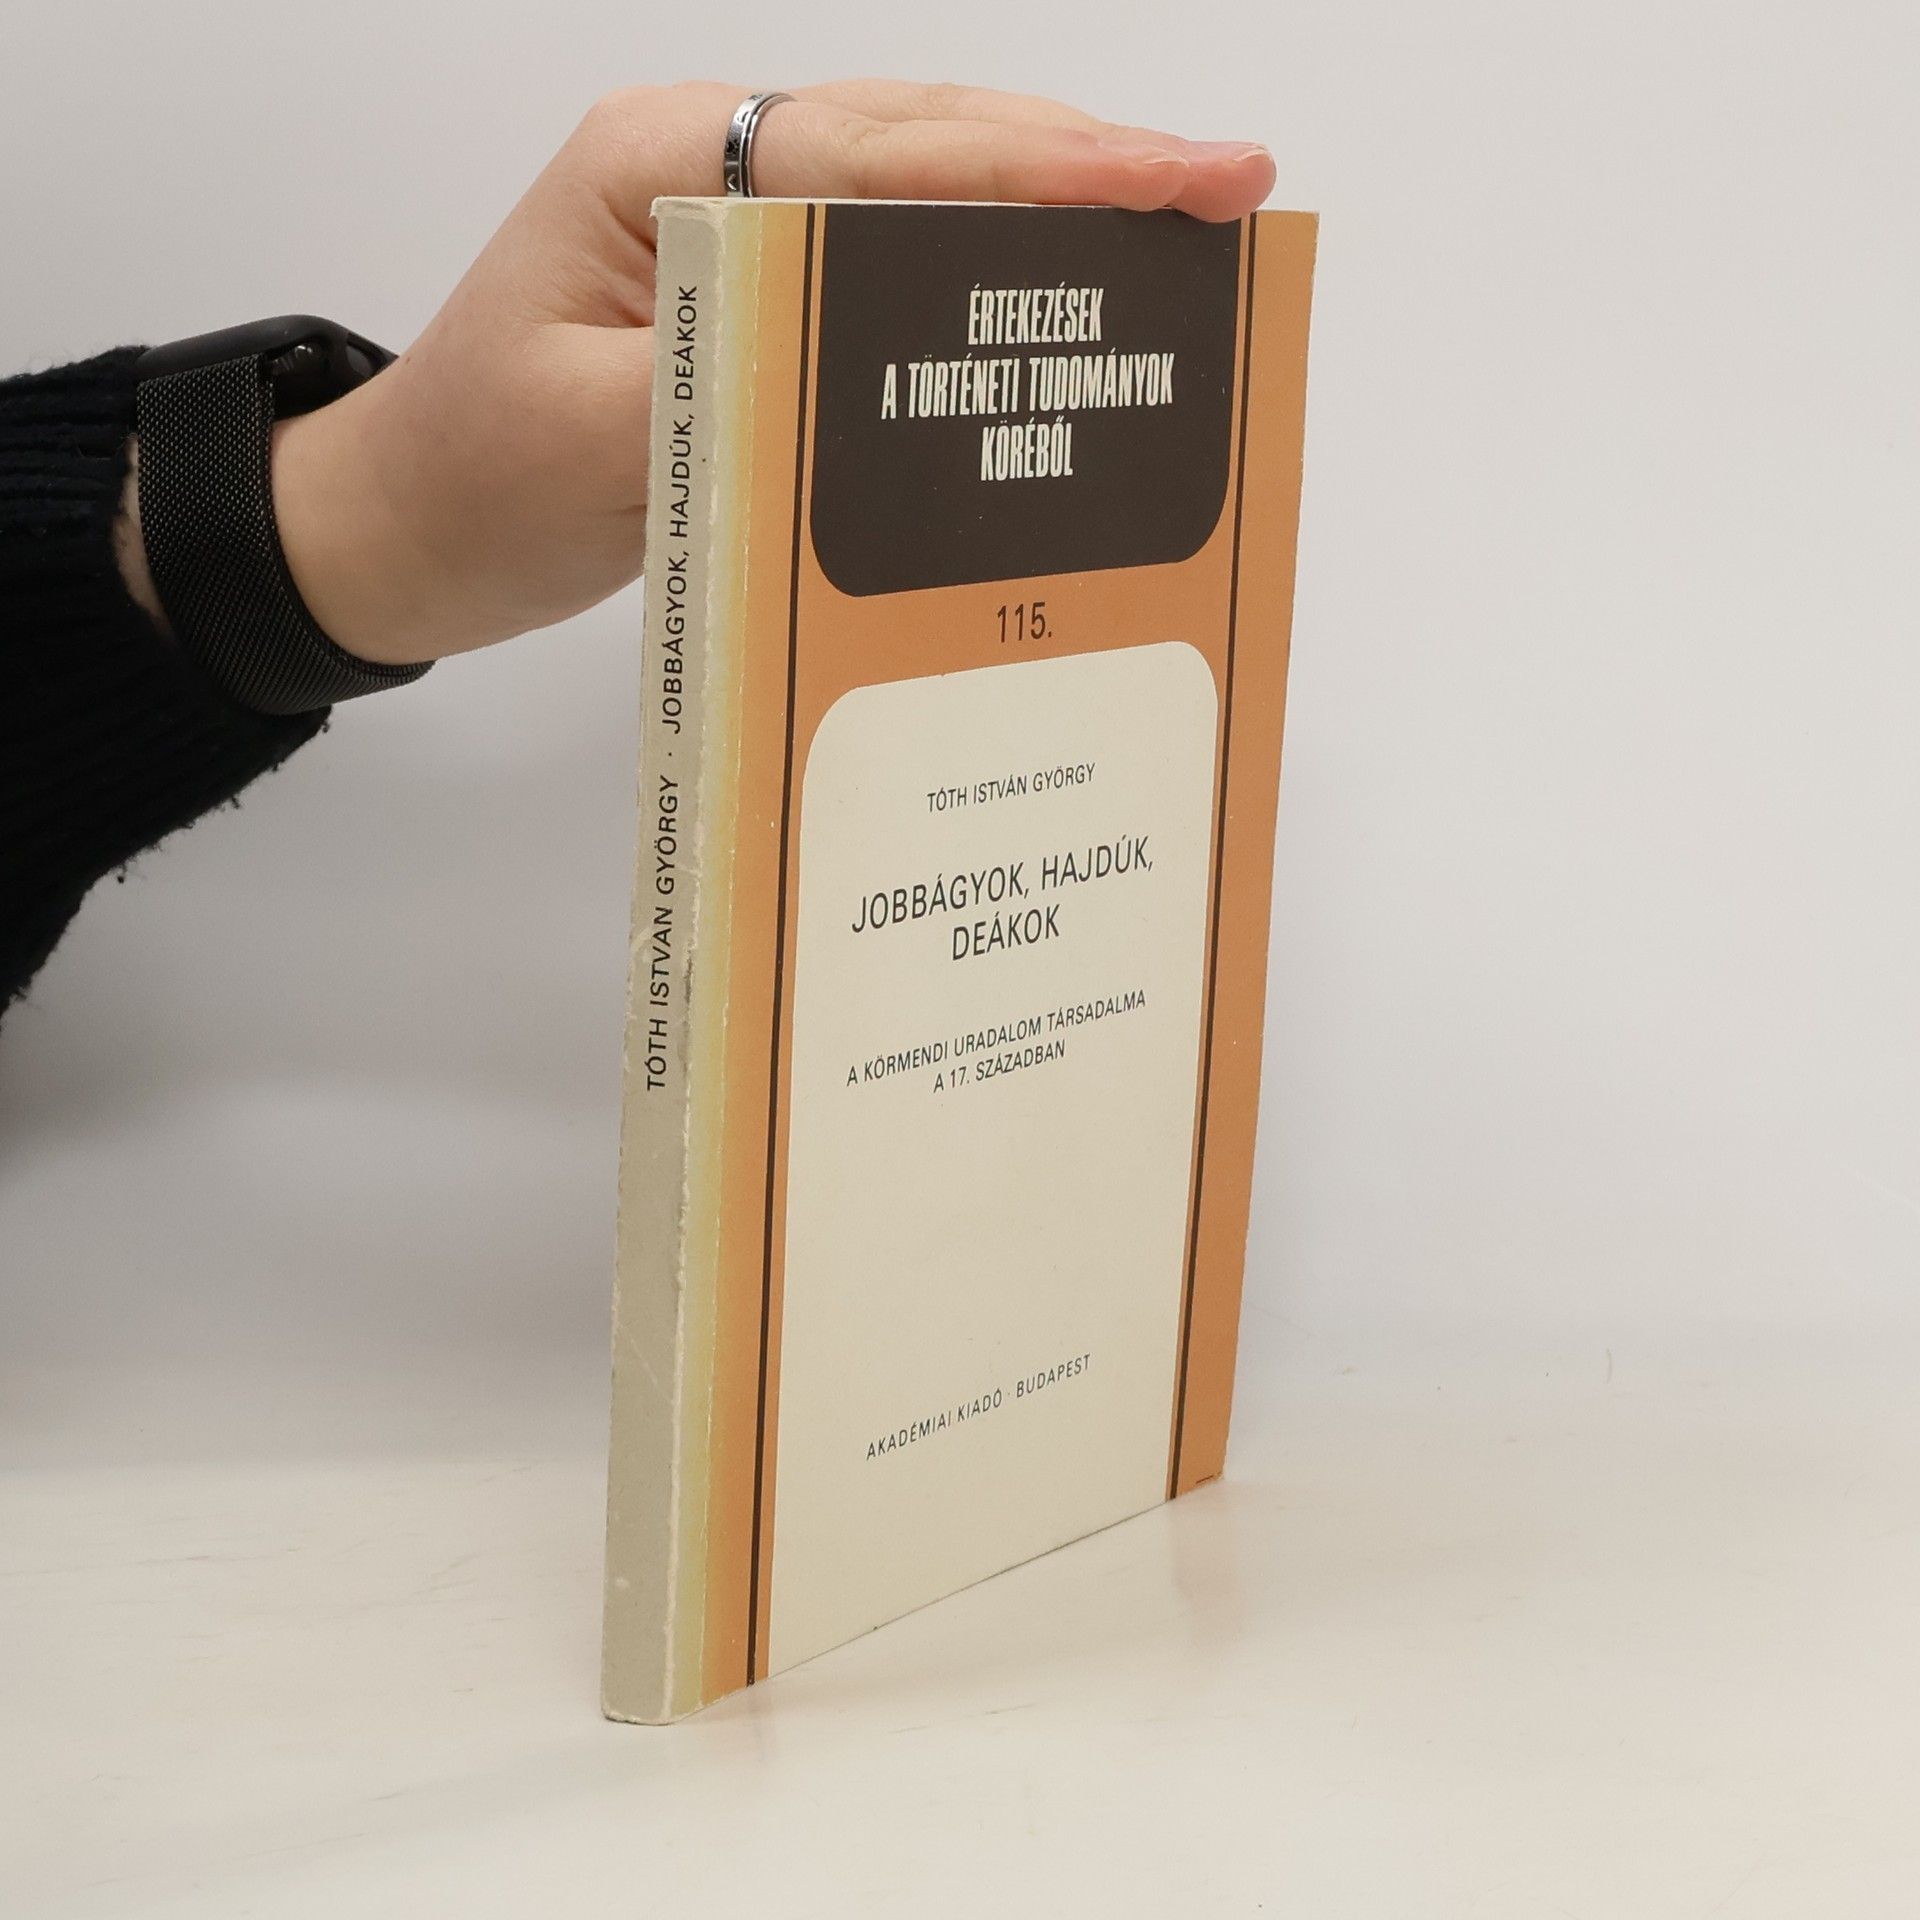 TÓTH ISTVÁN GYÖRGY · JOBBÁGYOK, HAJDÚK, DEÁKOK
ÉRTEKEZÉSEK
A TÖRTÉNETI TUDOMÁNYOK
KÖRÉBŐL
115.
TÓTH ISTVÁN GYÖRGY
JOBBÁGYOK, HAJDÚK,
DEÁKOK
A KÖRMENDI URADALOM TÁRSADALMA
A 17. SZÁZADBAN
AKADÉMIAI KIADÓ · BUDAPEST